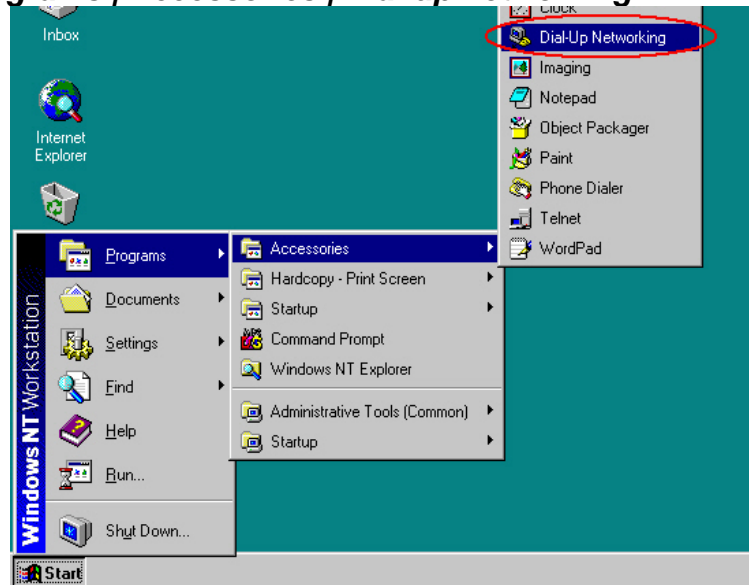 Inbox
Internet
Explorer
Clock
Dial-Up Networking
Imaging
Notepad
Object Packager
Paint
Phone Dialer
Telnet
WordPad
Accessories
Hardcopy - Print Screen
Startup
Command Prompt
Windows NT Explorer
Administrative Tools (Common)
Startup
Programs
Documents
Settings
Find
Help
Run...
Shut Down...
Windows NT Workstation
Start